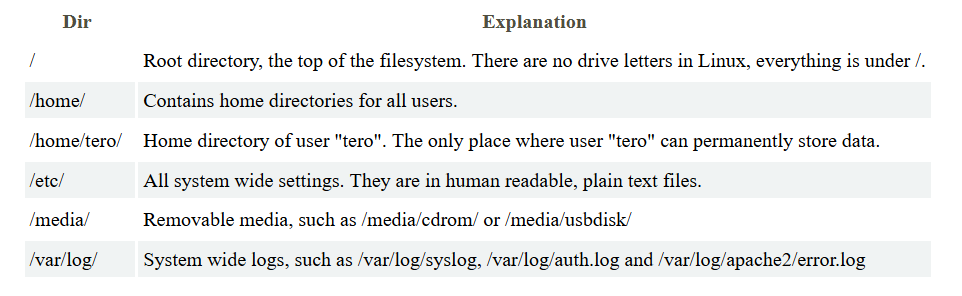 Dir Explanation
/ Root directory, the top of the filesystem. There are no drive letters in Linux, everything is under /.
/home/ Contains home directories for all users.
/home/tero/ Home directory of user "tero". The only place where user "tero" can permanently store data.
/etc/ All system wide settings. They are in human readable, plain text files.
/media/ Removable media, such as /media/cdrom/ or /media/usbdisk/
/var/log/ System wide logs, such as /var/log/syslog, /var/log/auth.log and /var/log/apache2/error.log